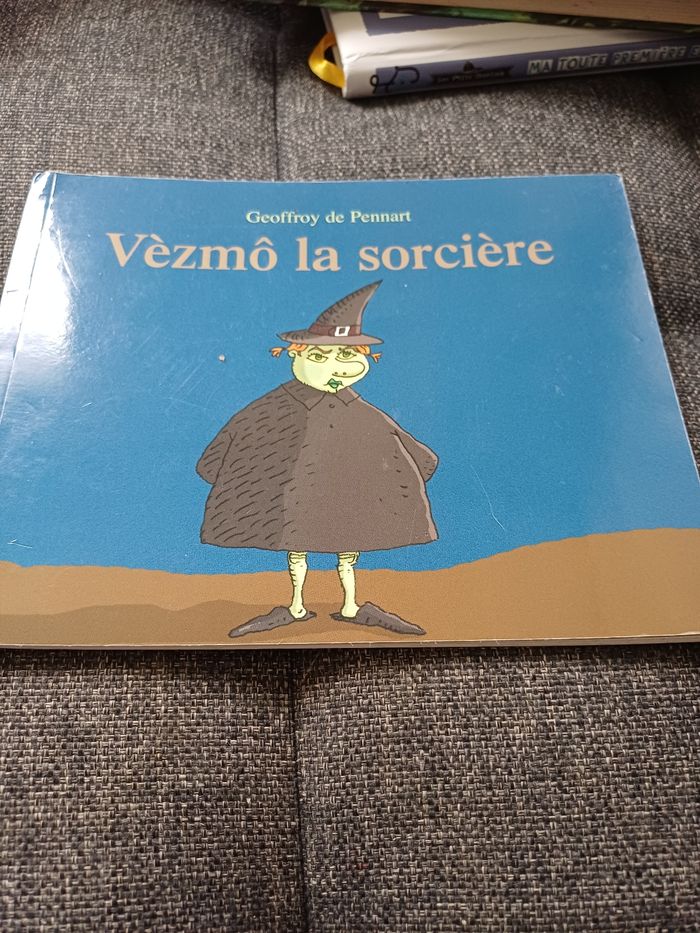 MA TOUTE PREMIÈRE
Geoffroy de Pennart
Vèzmô la sorcière